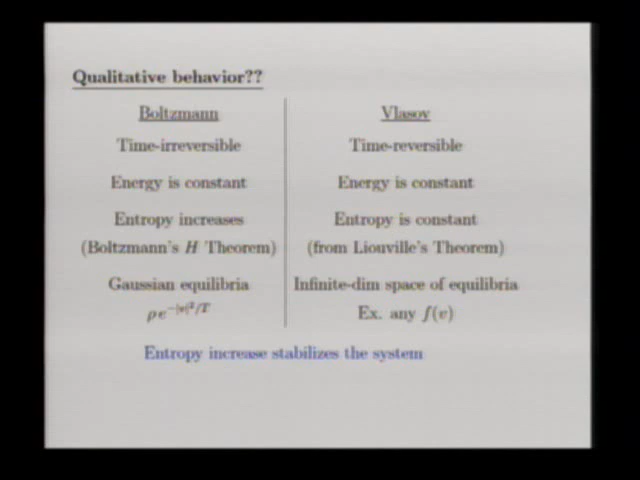 Qualitative behavior??
Boltzmann
Vlasov
Time-irreversible
Time-reversible
Energy is constant
Energy is constant
Entropy increases
Entropy is constant
(Boltzmann's H Theorem)
(from Liouville's Theorem)
Gaussian equilibria
Infinite-dim space of equilibria
ρe^{-|v|²/T}
Ex. any f(v)
Entropy increase stabilizes the system